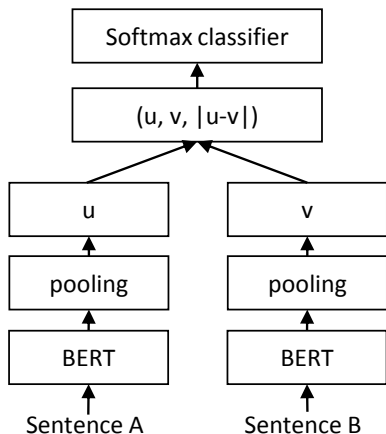 Softmax classifier
(u, v, |u-v|)
u
v
pooling
pooling
BERT
BERT
Sentence A
Sentence B